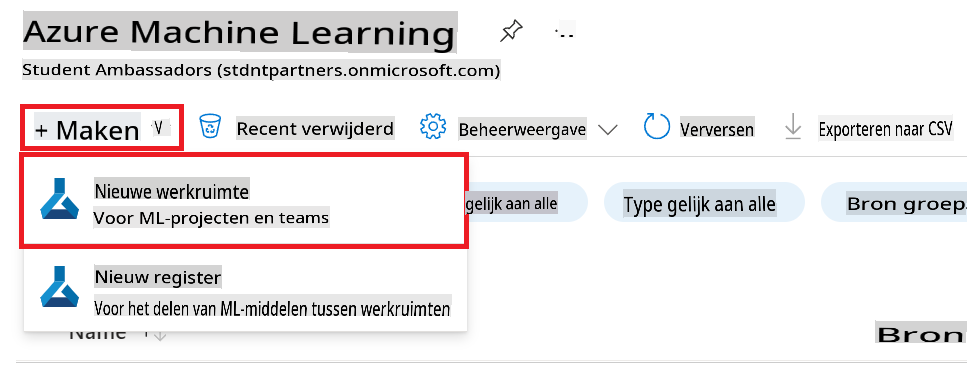 Azure Machine Learning
Student Ambassadors (stdntpartners.onmicrosoft.com)
+ Maken
Recent verwijderd
Beheerweergave
Verversen
Exporteren naar CSV
Nieuwe werkruimte
Voor ML-projecten en teams
gelijk aan alle
Type gelijk aan alle
Bron groep
Nieuw register
Voor het delen van ML-middelen tussen werkruimten
Name
Bron